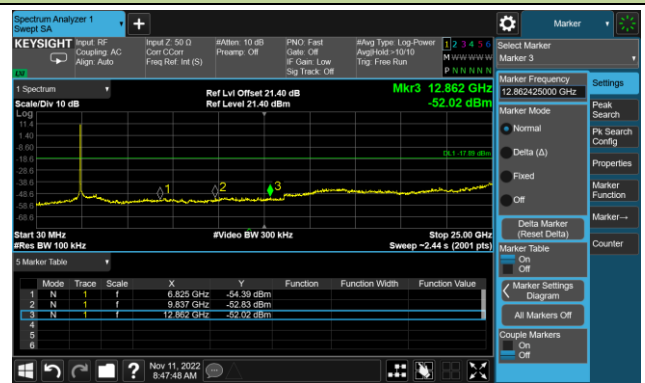 Spectrum Analyzer 1
Swept SA
Marker
KEYSIGHT
Input: RF
Coupling: AC
Align: Auto
Input Z: 50 Ω
Corr CCorr
Freq Ref: Int (S)
#Atten: 10 dB
Preamp: Off
PNO: Fast
Gate: Off
IF Gain: Low
Sig Track: Off
#Avg Type: Log-Power
Avg|Hold:>10/10
Trig: Free Run
1 2 3 4 5 6
M W W W W W
P N N N N N
LXI
Select Marker
Marker 3
1 Spectrum
Scale/Div 10 dB
Log
Ref Lvl Offset 21.40 dB
Ref Level 21.40 dBm
Mkr3 12.862 GHz
-52.02 dBm
11.4
1.40
-8.60
-18.6
-28.6
-38.6
-48.6
-58.6
-68.6
DL1 -17.89 dBm
1
2
3
Start 30 MHz
#Res BW 100 kHz
#Video BW 300 kHz
Stop 25.00 GHz
Sweep ~2.44 s (2001 pts)
5 Marker Table
Mode Trace Scale X Y Function Function Width Function Value
1 N 1 f 6.825 GHz -54.39 dBm
2 N 1 f 9.837 GHz -52.83 dBm
3 N 1 f 12.862 GHz -52.02 dBm
4
5
6
Marker Frequency
12.862425000 GHz
Marker Mode
Normal
Delta (Δ)
Fixed
Off
Delta Marker
(Reset Delta)
Marker Table
On
Off
Marker Settings
Diagram
All Markers Off
Couple Markers
On
Off
Settings
Peak
Search
Pk Search
Config
Properties
Marker
Function
Marker→
Counter
?
Nov 11, 2022
8:47:48 AM